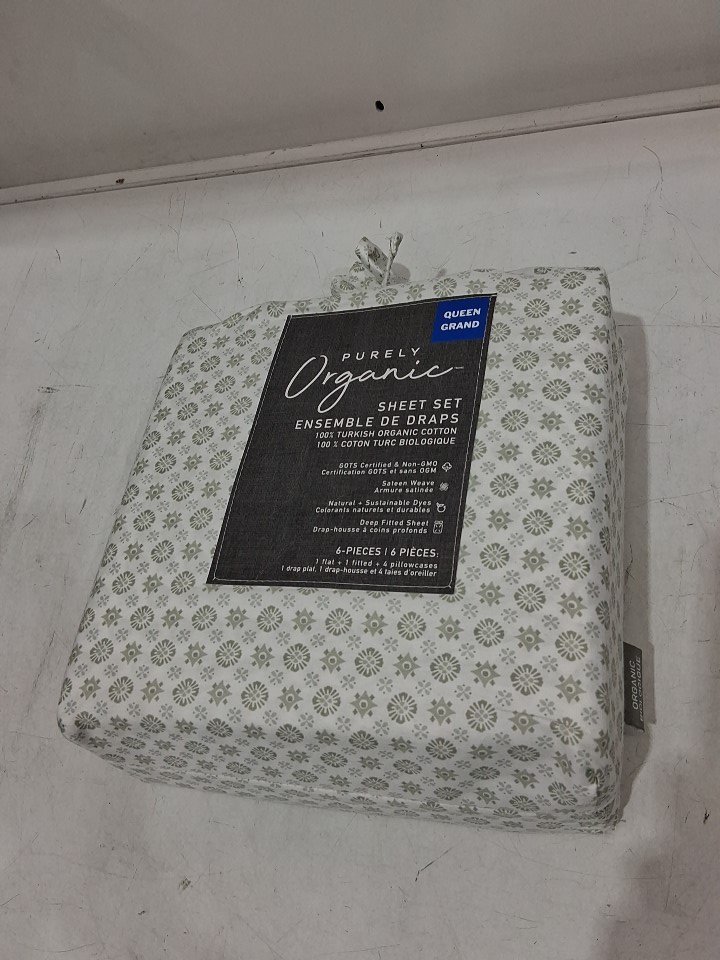 QUEEN
GRAND
PURELY
Organic
SHEET SET
ENSEMBLE DE DRAPS
100% TURKISH ORGANIC COTTON
100 % COTON TURC BIOLOGIQUE
GOTS Certified & Non-GMO
Certification GOTS et sans OGM
Sateen Weave
Armure satinée
Natural + Sustainable Dyes
Colorants naturels et durables
Deep Fitted Sheet
Drap-housse à coins profonds
6-PIECES | 6 PIÈCES:
1 flat + 1 fitted + 4 pillowcases
1 drap plat, 1 drap-housse et 4 taies d'oreiller
ORGANIC